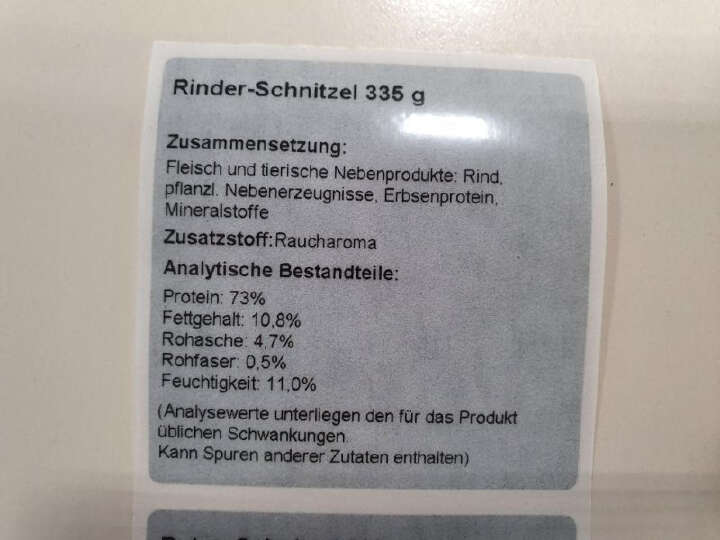 Rinder-Schnitzel 335 g
Zusammensetzung:
Fleisch und tierische Nebenprodukte: Rind,
pflanzl. Nebenerzeugnisse, Erbsenprotein,
Mineralstoffe
Zusatzstoff:Raucharoma
Analytische Bestandteile:
Protein: 73%
Fettgehalt: 10,8%
Rohasche: 4,7%
Rohfaser: 0,5%
Feuchtigkeit: 11,0%
(Analysewerte unterliegen den für das Produkt
üblichen Schwankungen.
Kann Spuren anderer Zutaten enthalten)